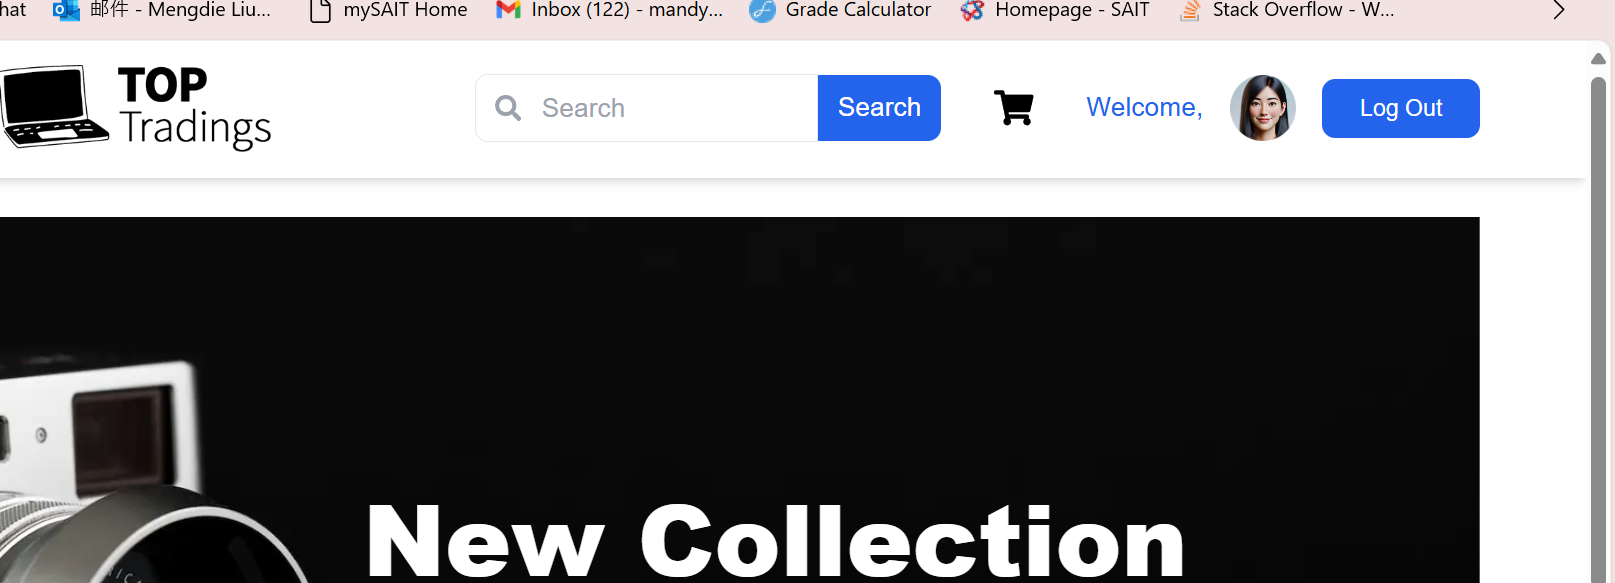 hat 邮件 - Mengdie Liu... mySAIT Home Inbox (122) - mandy... Grade Calculator Homepage - SAIT Stack Overflow - W...
TOP
Tradings
Search Search Welcome, Log Out
New Collection